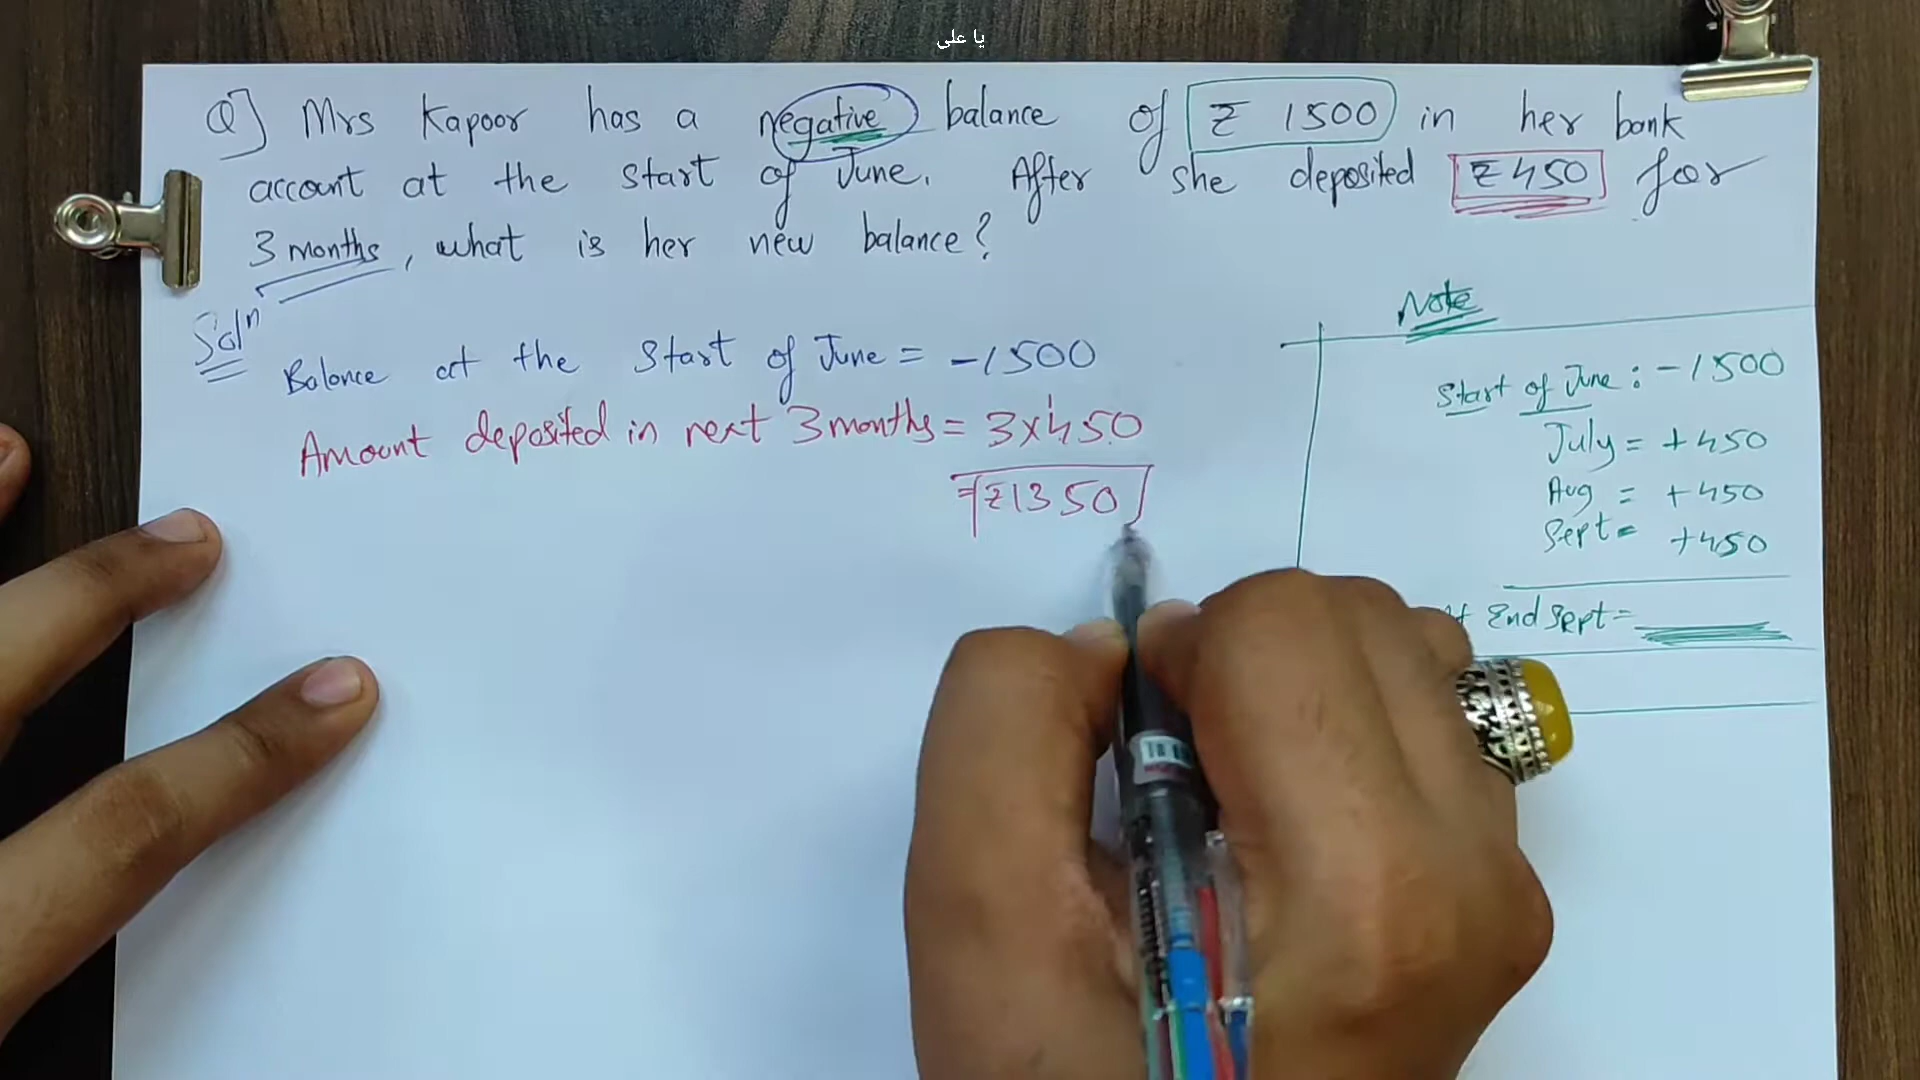 يا على
Q] Mrs Kapoor has a negative balance of ₹ 1500 in her bank
account at the start of June. After she deposited ₹450 for
3 months, what is her new balance?
Solⁿ
Balance at the start of June = -1500
Amount deposited in next 3 months = 3x450
= ₹1350
Note
Start of June : -1500
July = +450
Aug = +450
Sept = +450
End Sept =